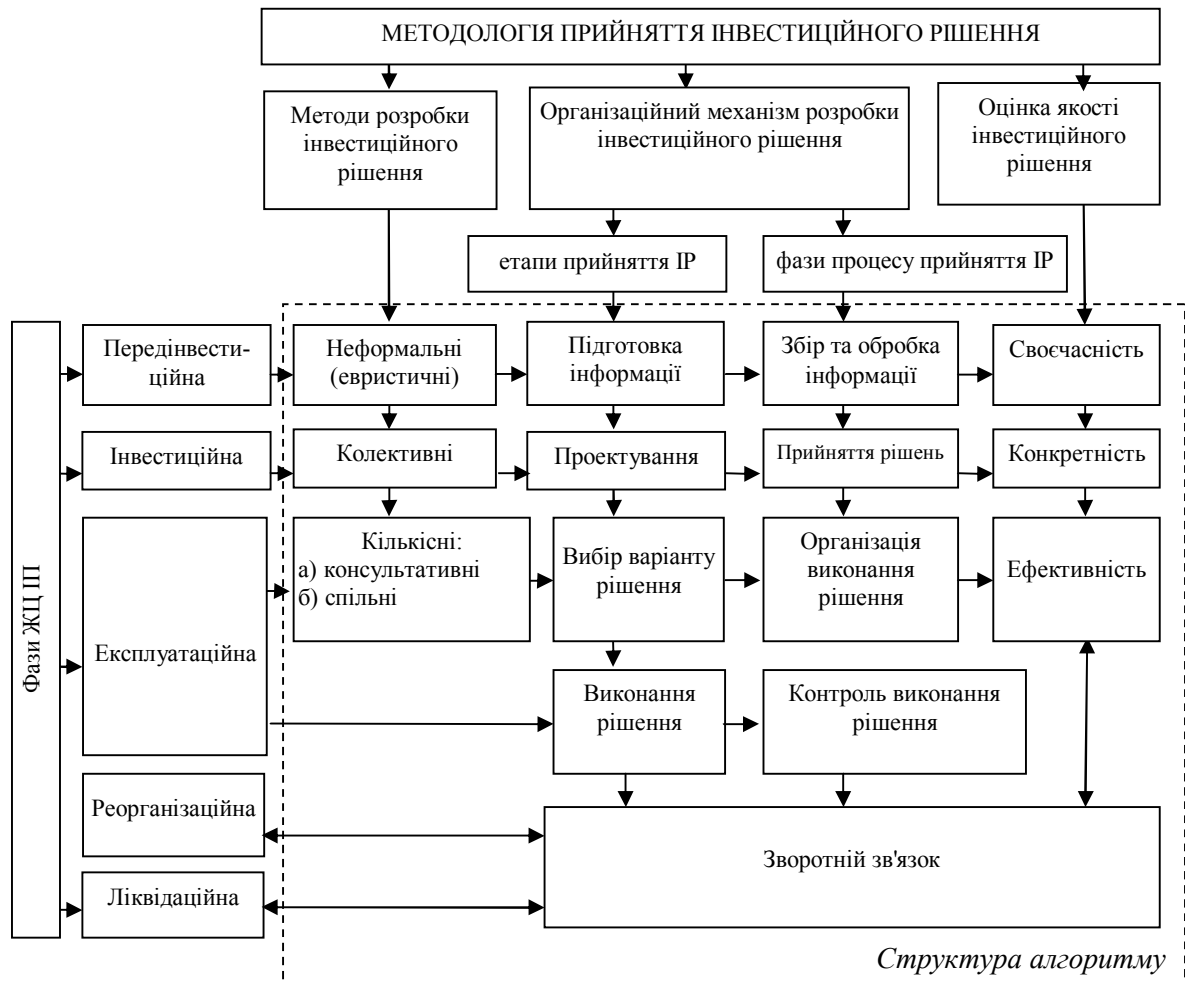 МЕТОДОЛОГІЯ ПРИЙНЯТТЯ ІНВЕСТИЦІЙНОГО РІШЕННЯ
Методи розробки
інвестиційного
рішення
Організаційний механізм розробки
інвестиційного рішення
Оцінка якості
інвестиційного
рішення
етапи прийняття ІР
фази процесу прийняття ІР
Фази ЖЦ ІП
Передінвести-
ційна
Неформальні
(евристичні)
Підготовка
інформації
Збір та обробка
інформації
Своєчасність
Інвестиційна
Колективні
Проектування
Прийняття рішень
Конкретність
Експлуатаційна
Кількісні:
а) консультативні
б) спільні
Вибір варіанту
рішення
Організація
виконання
рішення
Ефективність
Виконання
рішення
Контроль виконання
рішення
Реорганізаційна
Зворотній зв'язок
Ліквідаційна
Структура алгоритму